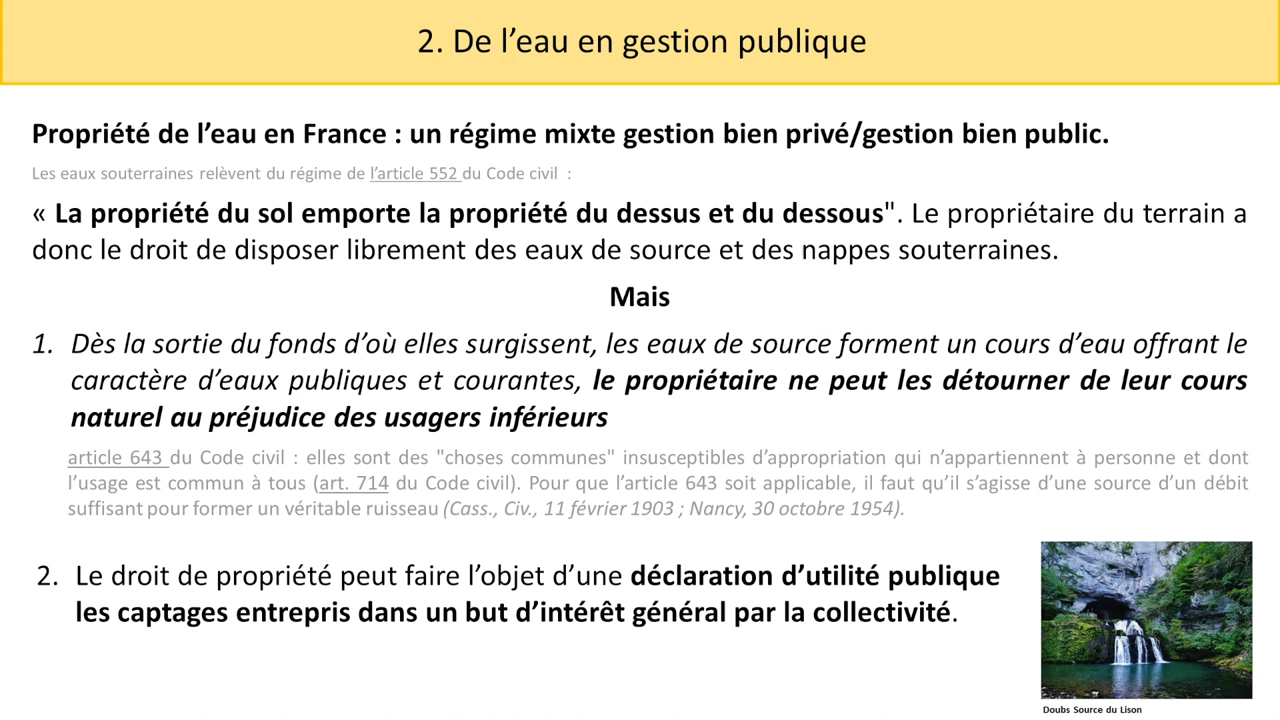 2. De l’eau en gestion publique
Propriété de l’eau en France : un régime mixte gestion bien privé/gestion bien public.
Les eaux souterraines relèvent du régime de l’article 552 du Code civil :
« La propriété du sol emporte la propriété du dessus et du dessous". Le propriétaire du terrain a
donc le droit de disposer librement des eaux de source et des nappes souterraines.
Mais
1. Dès la sortie du fonds d’où elles surgissent, les eaux de source forment un cours d’eau offrant le
caractère d’eaux publiques et courantes, le propriétaire ne peut les détourner de leur cours
naturel au préjudice des usagers inférieurs
article 643 du Code civil : elles sont des "choses communes" insusceptibles d’appropriation qui n’appartiennent à personne et dont
l’usage est commun à tous (art. 714 du Code civil). Pour que l’article 643 soit applicable, il faut qu’il s’agisse d’une source d’un débit
suffisant pour former un véritable ruisseau (Cass., Civ., 11 février 1903 ; Nancy, 30 octobre 1954).
2. Le droit de propriété peut faire l’objet d’une déclaration d’utilité publique
les captages entrepris dans un but d’intérêt général par la collectivité.
Doubs Source du Lison